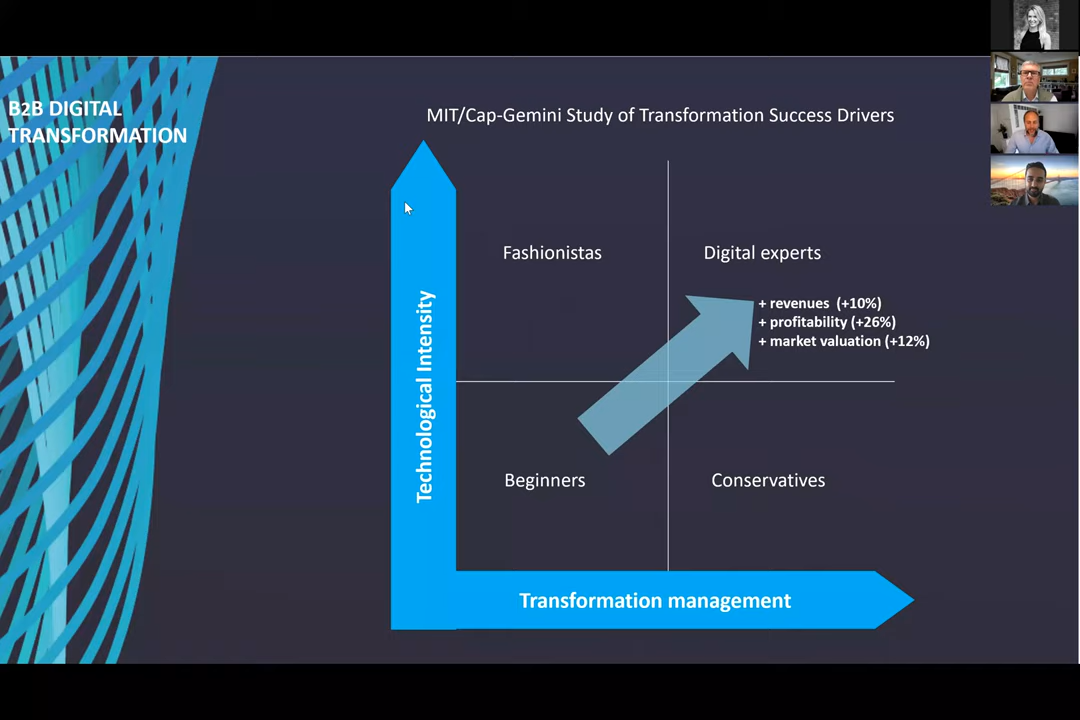 B2B DIGITAL
TRANSFORMATION
MIT/Cap-Gemini Study of Transformation Success Drivers
Technological Intensity
Fashionistas
Digital experts
+ revenues (+10%)
+ profitability (+26%)
+ market valuation (+12%)
Beginners
Conservatives
Transformation management